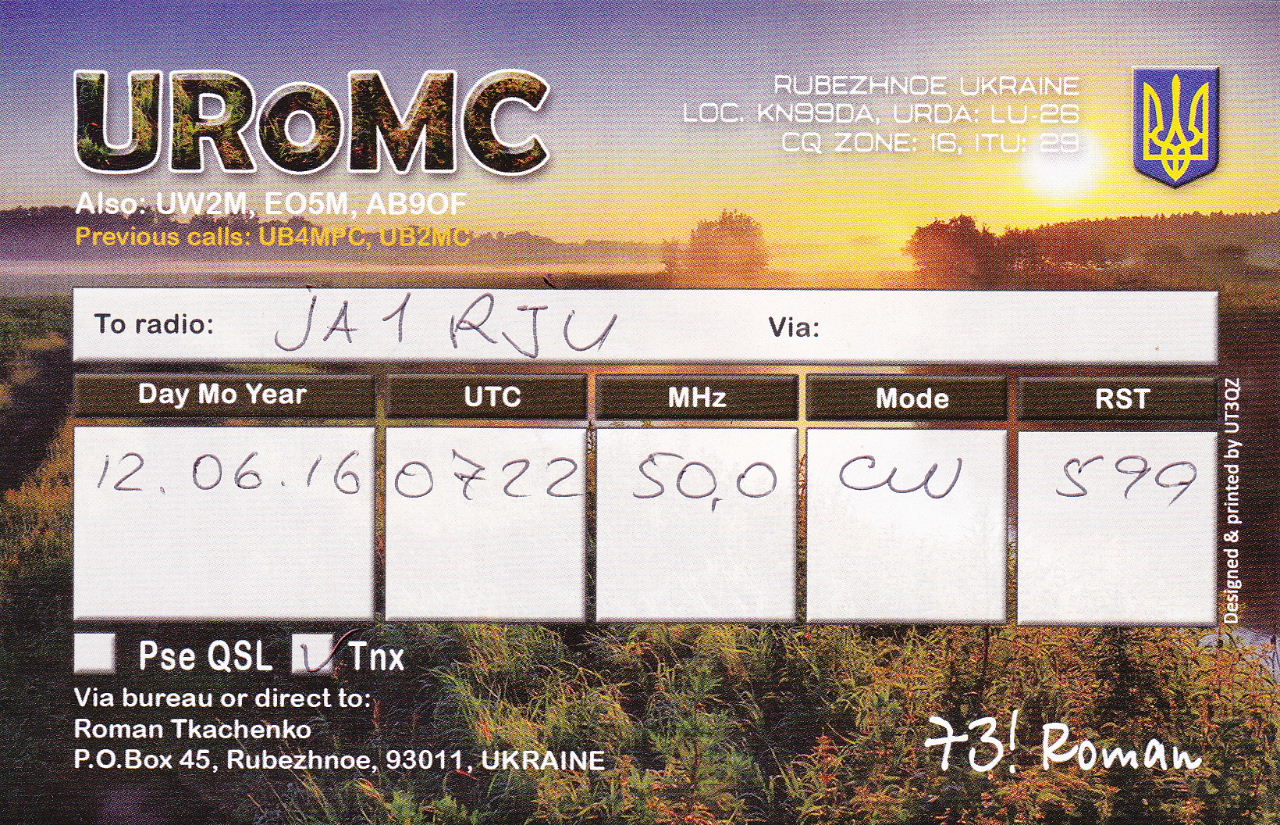 URoMC
RUBEZHNOE UKRAINE
LOC. KN99DA, URDA: LU-26
CQ ZONE: 16, ITU: 29
Also: UW2M, EO5M, AB9OF
Previous calls: UB4MPC, UB2MC
To radio: JA1RJU Via:
Day Mo Year UTC MHz Mode RST
12.06.16 0722 50,0 CW 599
Designed & printed by UT3QZ
Pse QSL Tnx
Via bureau or direct to:
Roman Tkachenko
P.O.Box 45, Rubezhnoe, 93011, UKRAINE
73! Roman